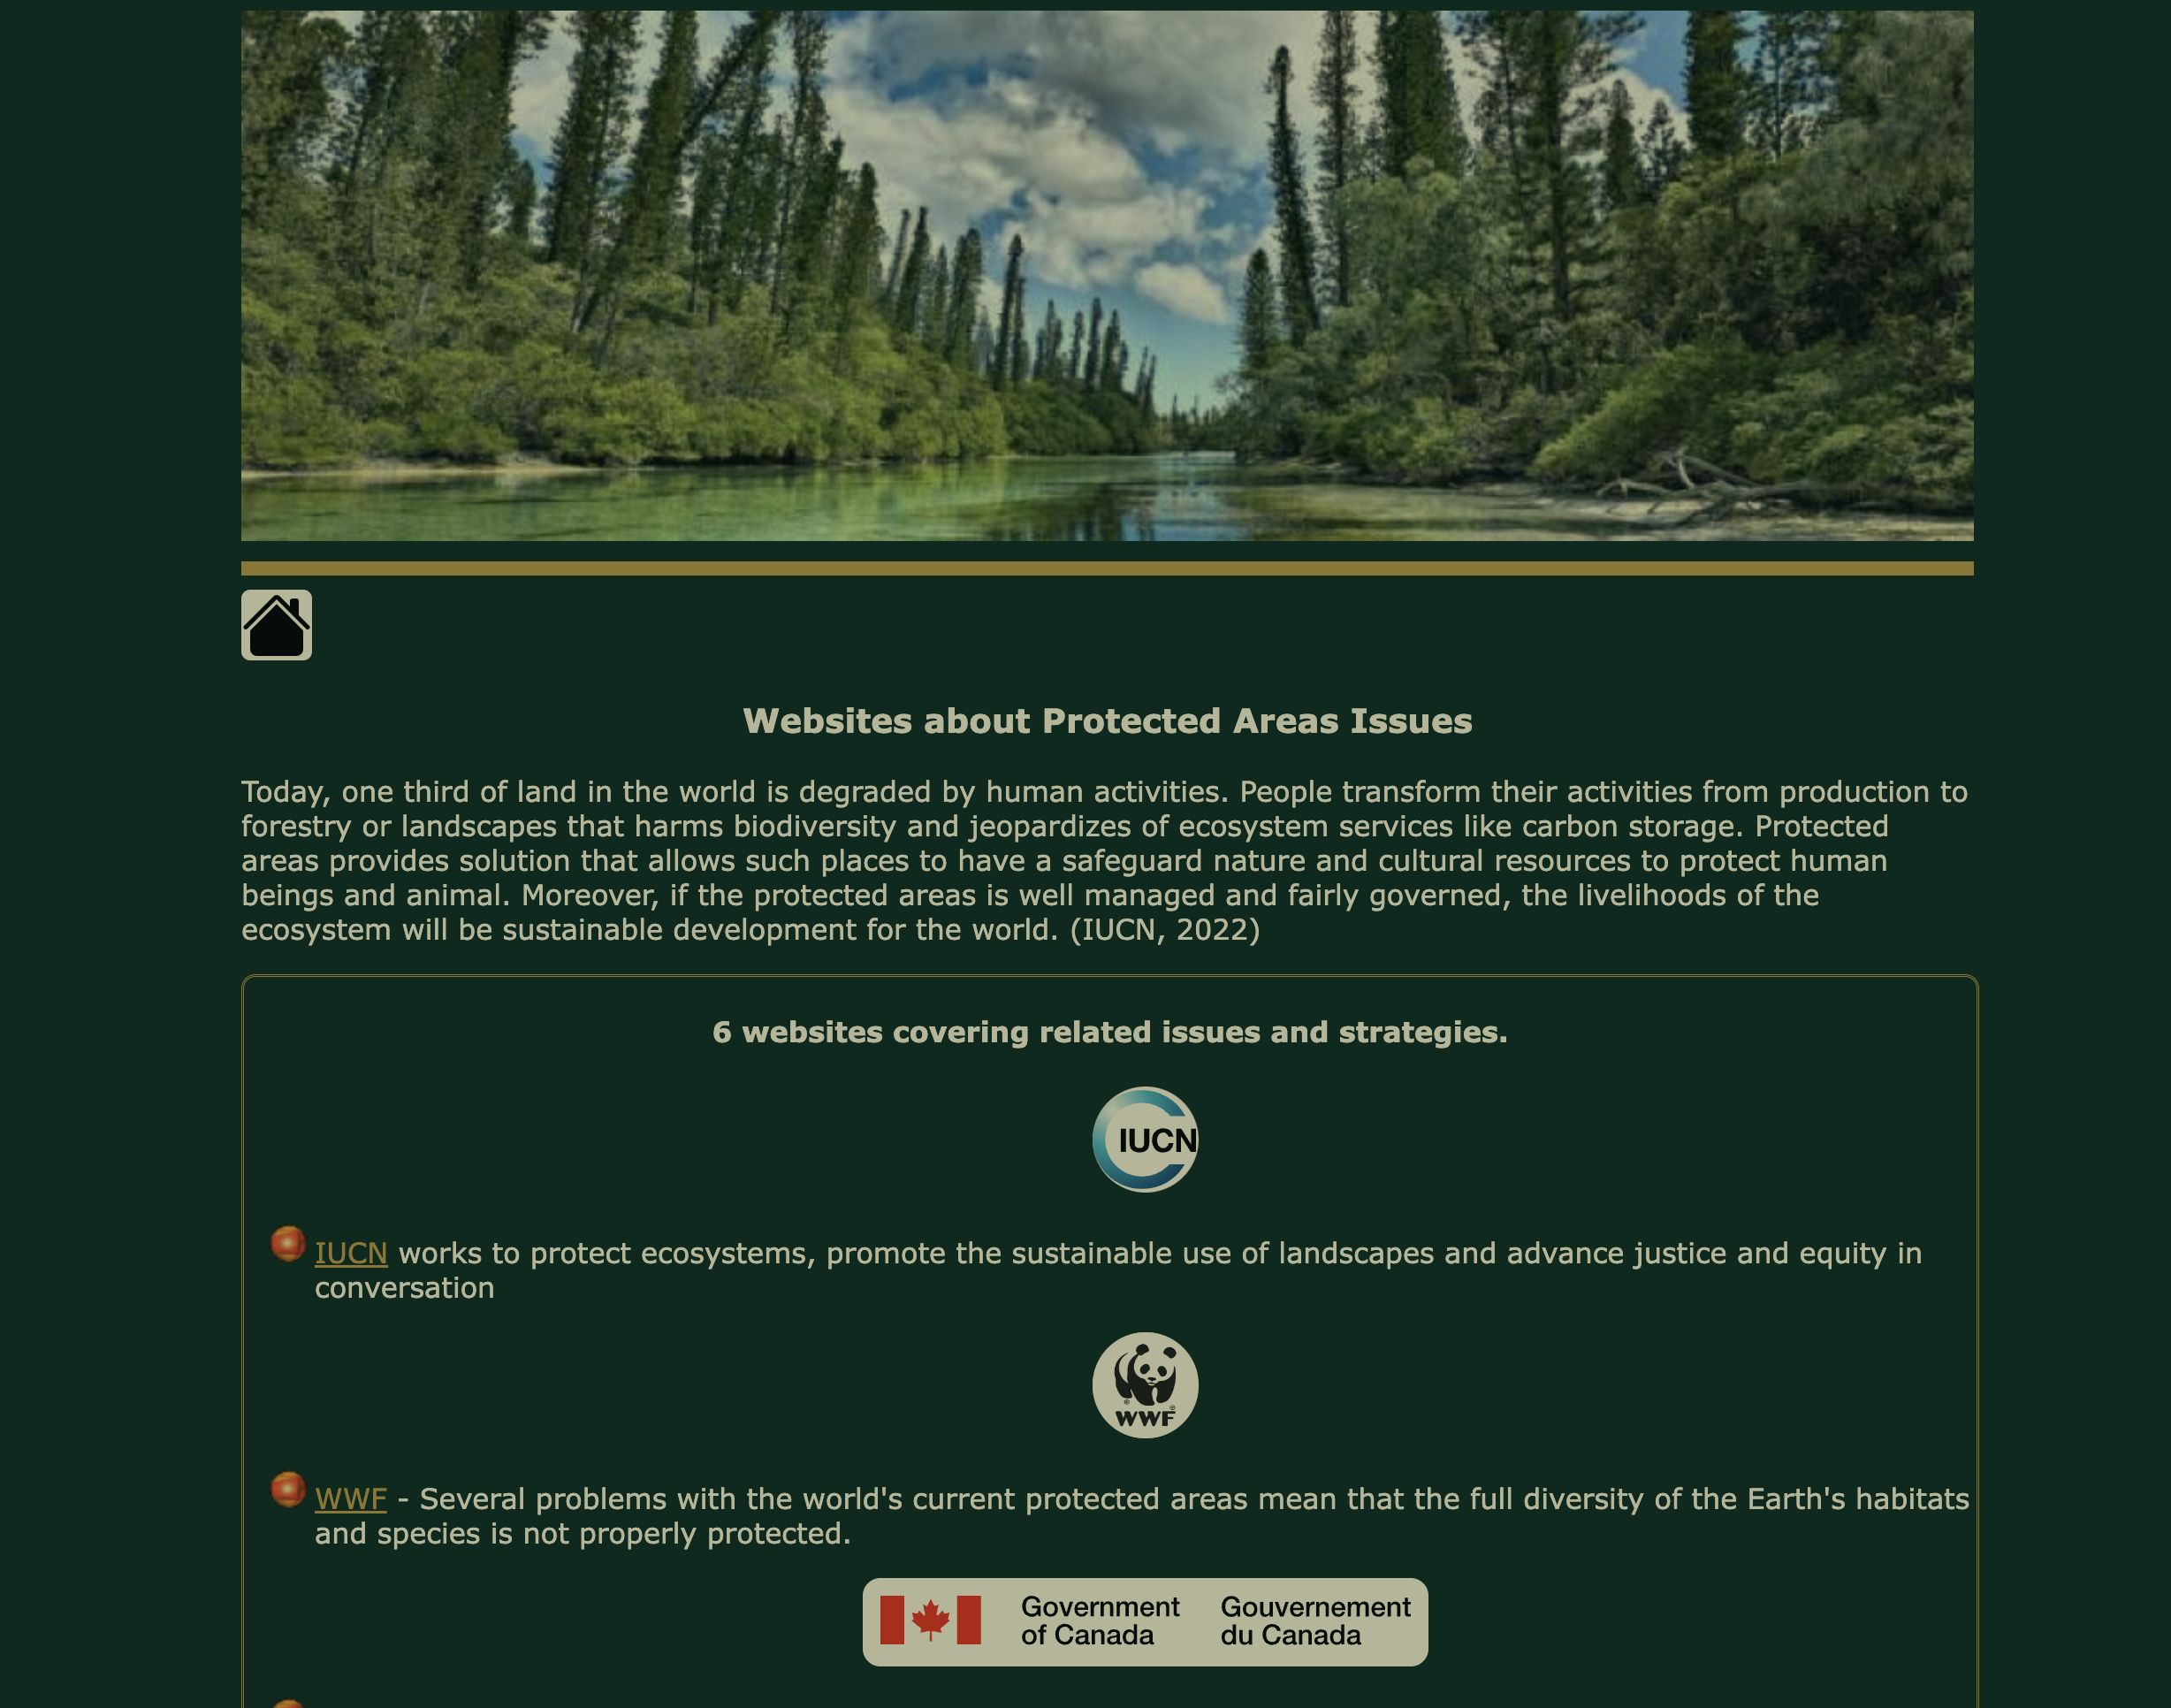 Websites about Protected Areas Issues
Today, one third of land in the world is degraded by human activities. People transform their activities from production to
forestry or landscapes that harms biodiversity and jeopardizes of ecosystem services like carbon storage. Protected
areas provides solution that allows such places to have a safeguard nature and cultural resources to protect human
beings and animal. Moreover, if the protected areas is well managed and fairly governed, the livelihoods of the
ecosystem will be sustainable development for the world. (IUCN, 2022)
6 websites covering related issues and strategies.
IUCN
IUCN works to protect ecosystems, promote the sustainable use of landscapes and advance justice and equity in
conversation
WWF
WWF - Several problems with the world's current protected areas mean that the full diversity of the Earth's habitats
and species is not properly protected.
Government Gouvernement
of Canada du Canada